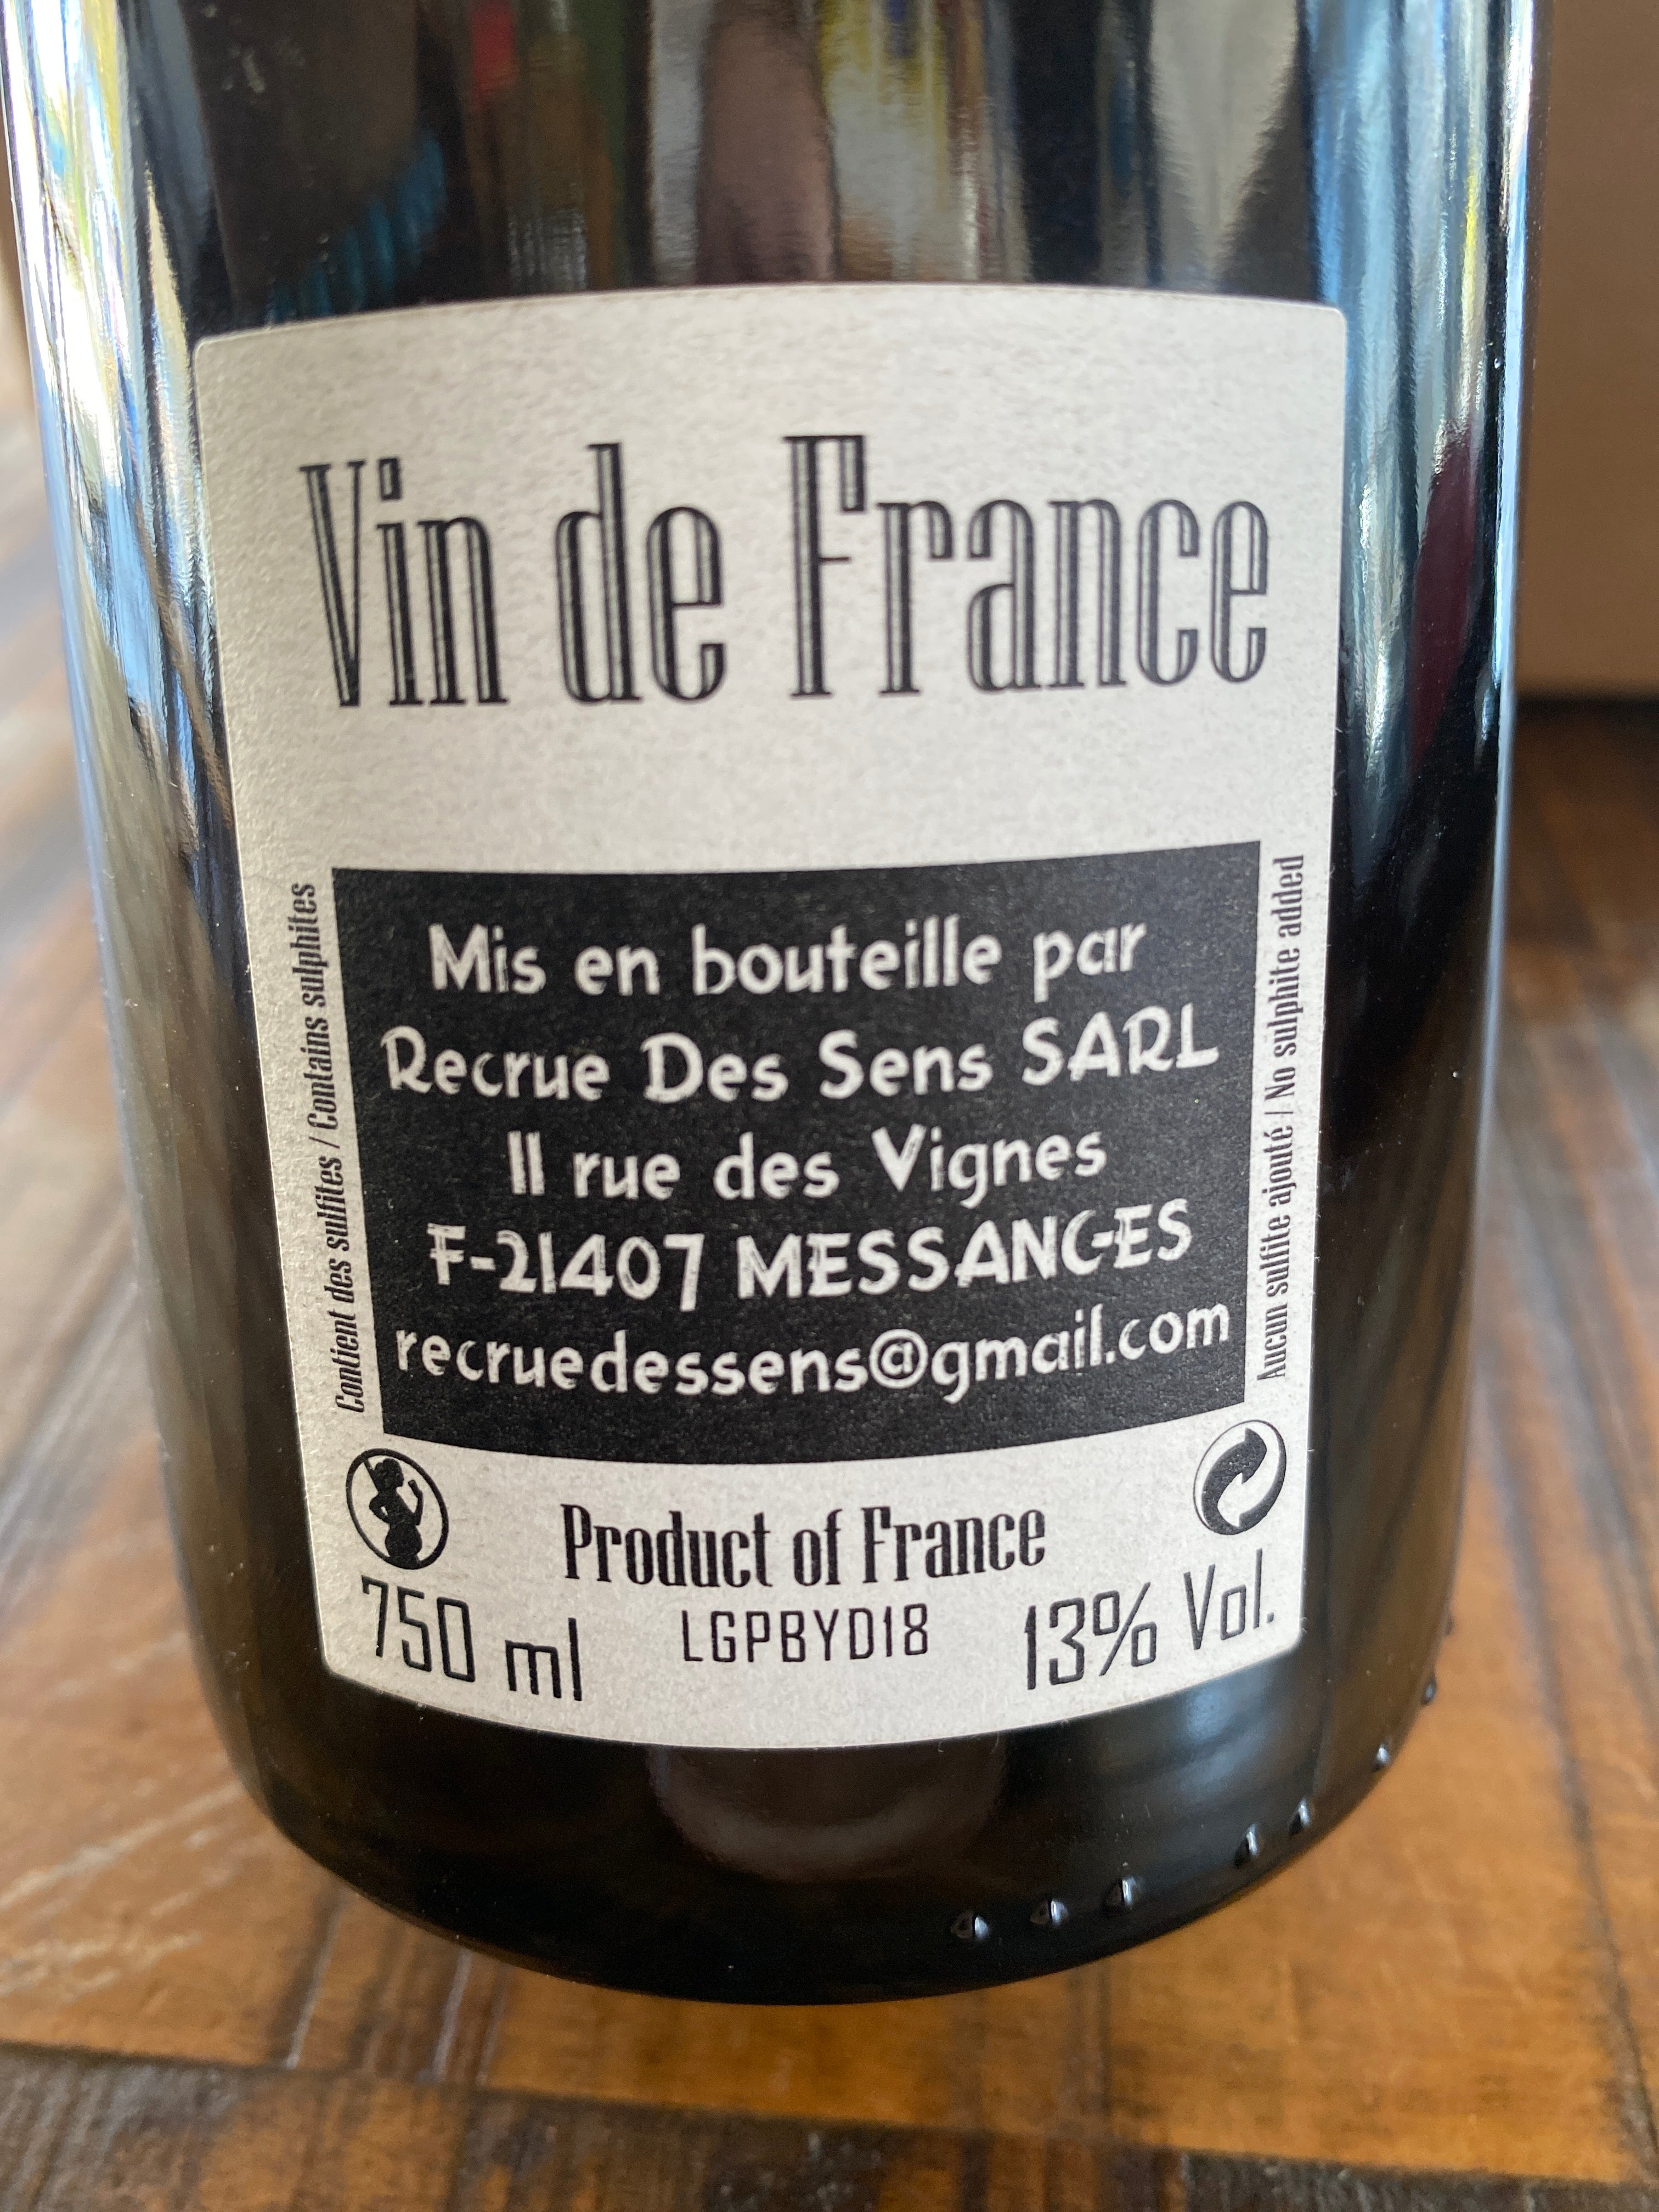 Vin de France
Contient des sulfites / Contains sulphites
Mis en bouteille par
Recrue Des Sens SARL
11 rue des Vignes
F-21407 MESSANGES
recruedessens@gmail.com
Aucun sulfite ajouté / No sulphite added
Product of France
750 ml
LGPBYD18
13% Vol.